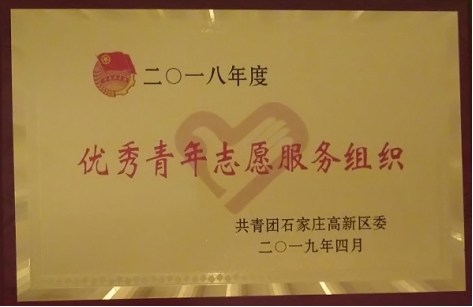 二〇一八年度
优秀青年志愿服务组织
共青团石家庄高新区委
二〇一九年四月